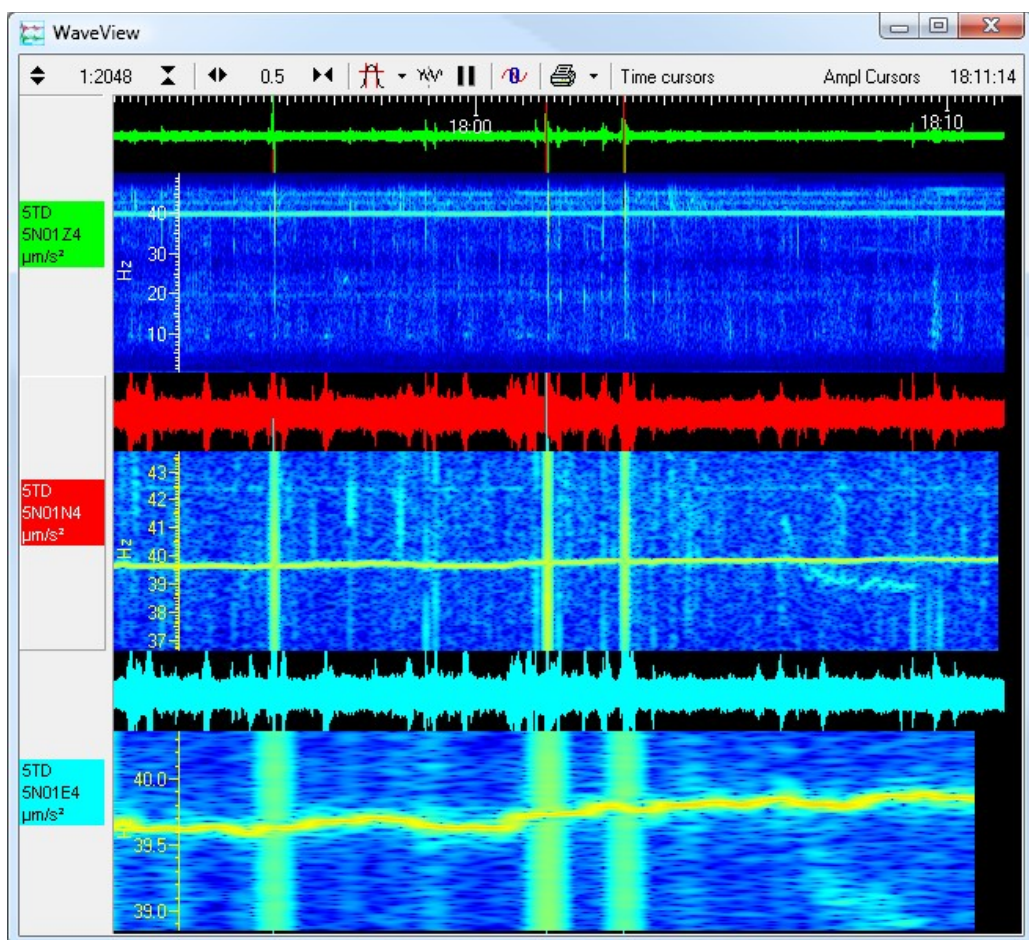 WaveView
1:2048 0.5 Time cursors Ampl Cursors 18:11:14
18:00 18:10
5TD
5N01Z4
µm/s²
40
30
Hz
20
10
5TD
5N01N4
µm/s²
43
42
41
40
Hz
39
38
37
5TD
5N01E4
µm/s²
40.0
39.5
39.0